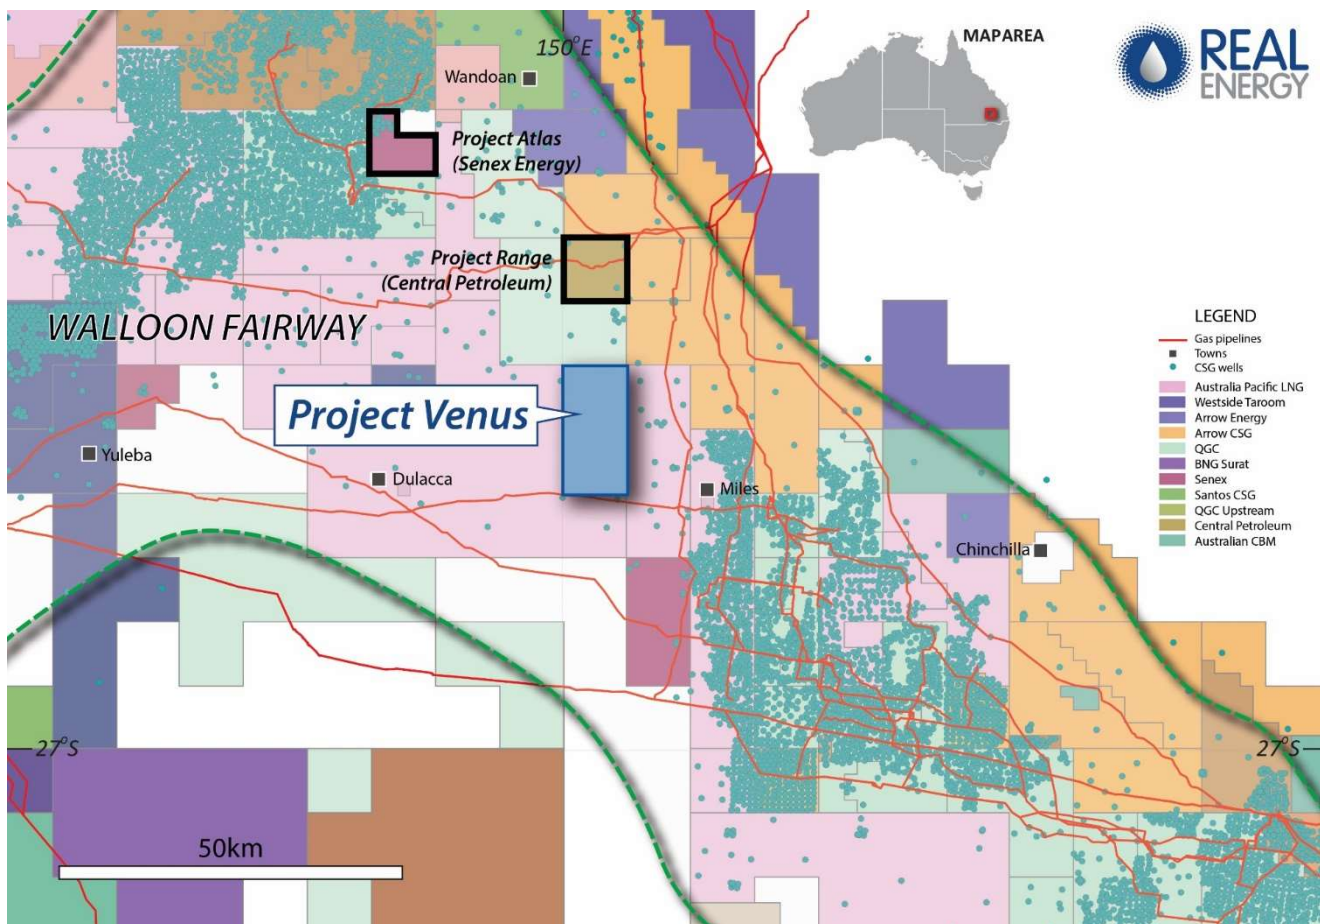 150°E
MAPAREA
REAL
ENERGY
Wandoan
Project Atlas
(Senex Energy)
Project Range
(Central Petroleum)
WALLOON FAIRWAY
Project Venus
Yuleba
Dulacca
Miles
Chinchilla
LEGEND
Gas pipelines
Towns
CSG wells
Australia Pacific LNG
Westside Taroom
Arrow Energy
Arrow CSG
QGC
BNG Surat
Senex
Santos CSG
QGC Upstream
Central Petroleum
Australian CBM
27°S
27°S
50km